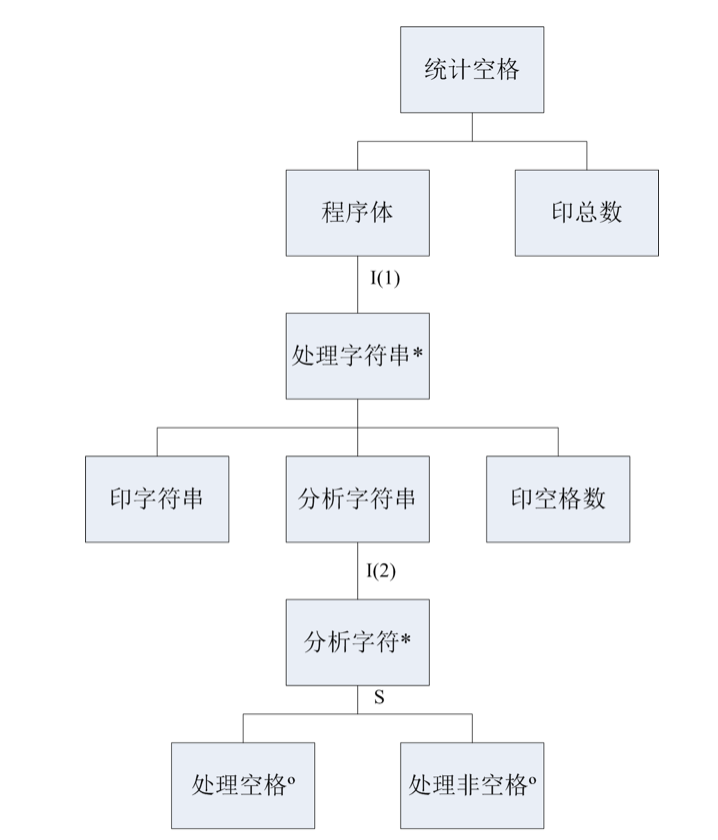 统计空格
程序体
印总数
I(1)
处理字符串*
印字符串
分析字符串
印空格数
I(2)
分析字符*
S
处理空格º
处理非空格º